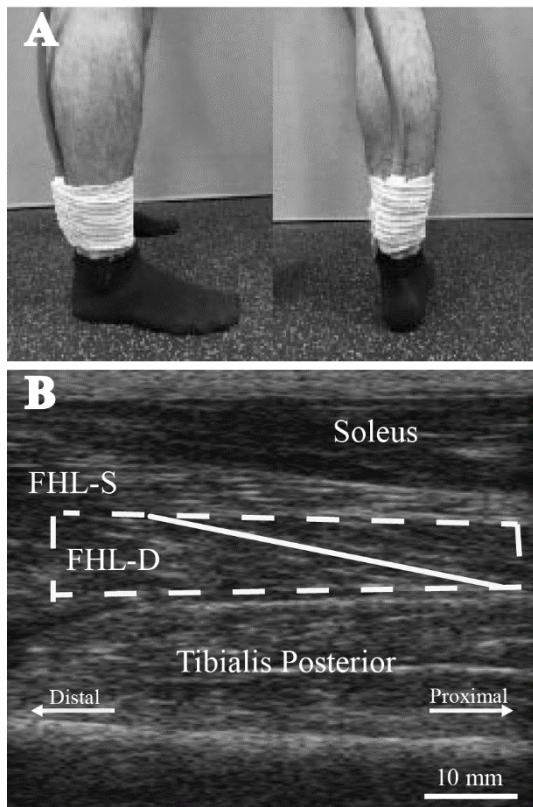 A
B
Soleus
FHL-S
FHL-D
Tibialis Posterior
Distal
Proximal
10 mm